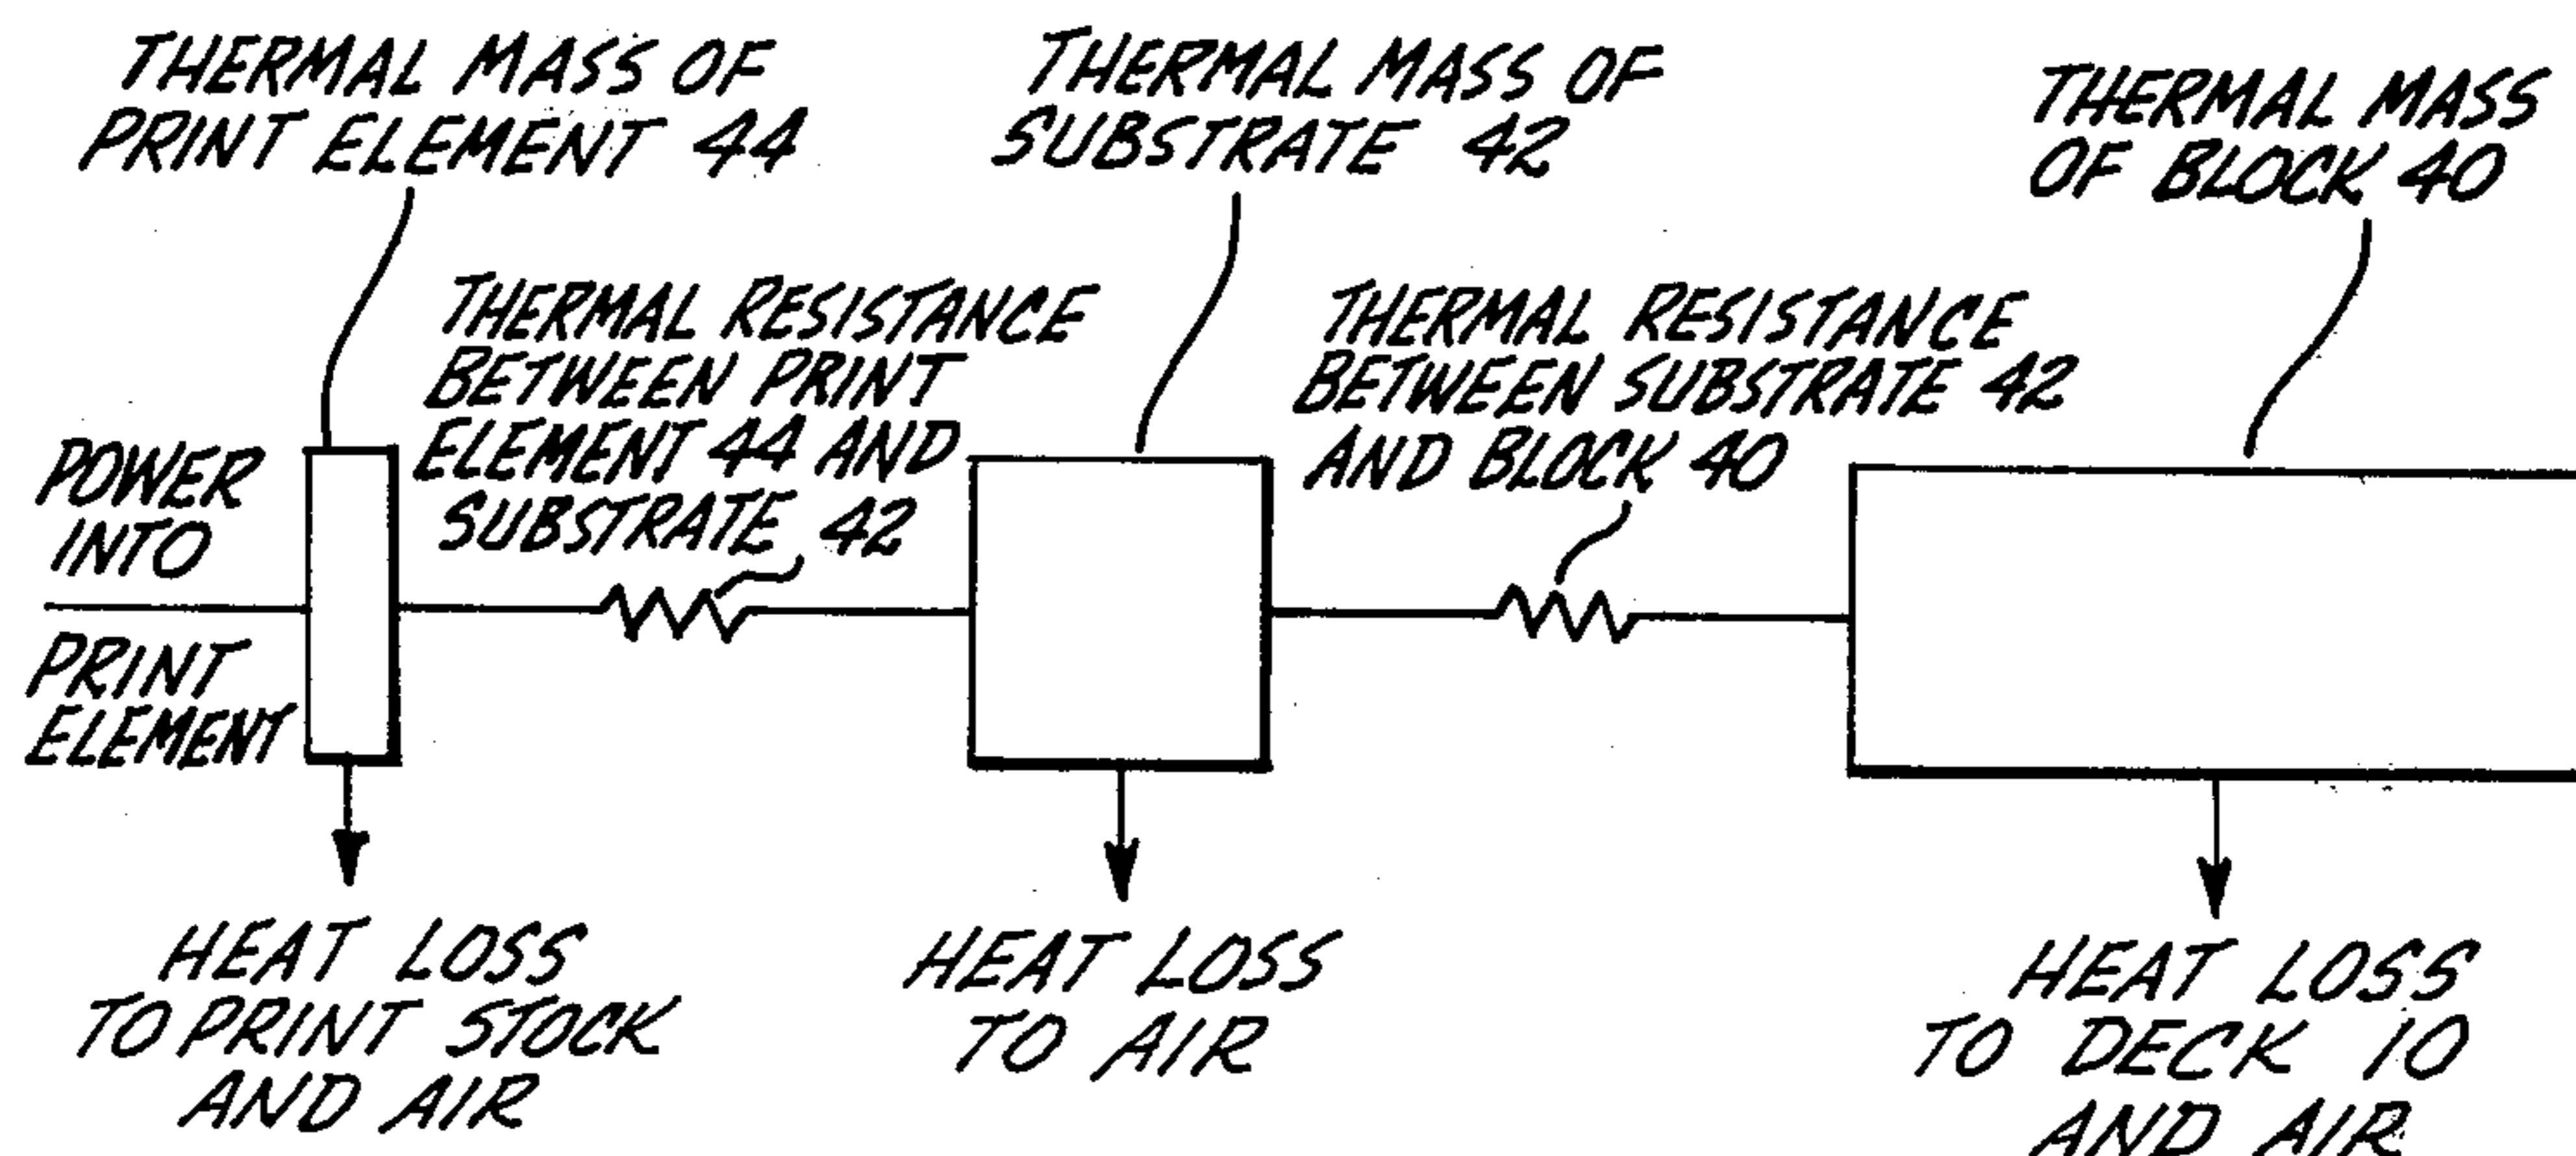 THERMAL MASS OF
PRINT ELEMENT 44
THERMAL MASS OF
SUBSTRATE 42
THERMAL MASS
OF BLOCK 40
THERMAL RESISTANCE
BETWEEN PRINT
ELEMENT 44 AND
SUBSTRATE 42
THERMAL RESISTANCE
BETWEEN SUBSTRATE 42
AND BLOCK 40
POWER
INTO
PRINT
ELEMENT
HEAT LOSS
TO PRINT STOCK
AND AIR
HEAT LOSS
TO AIR
HEAT LOSS
TO DECK 10
AND AIR